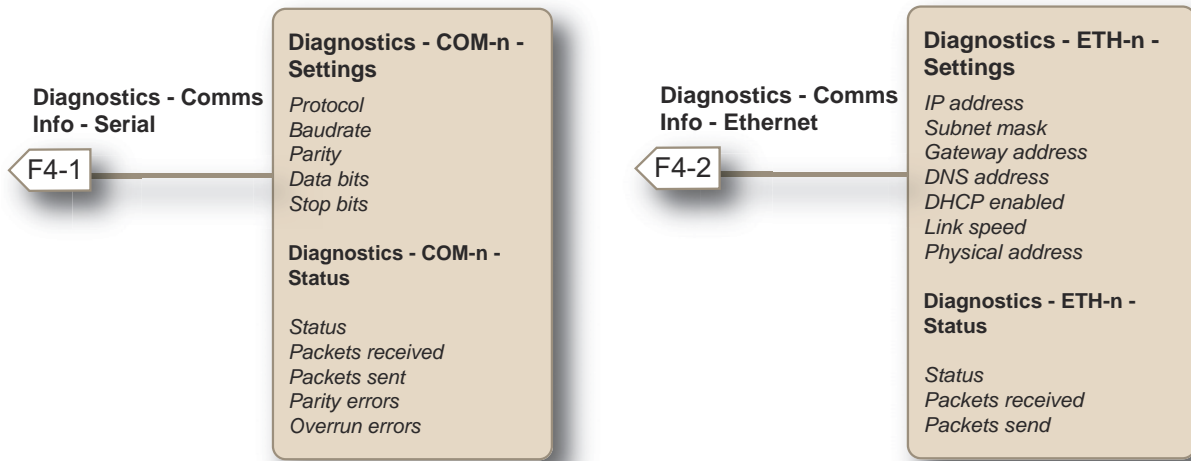 Diagnostics - Comms
Info - Serial
F4-1
Diagnostics - COM-n -
Settings
Protocol
Baudrate
Parity
Data bits
Stop bits
Diagnostics - COM-n -
Status
Status
Packets received
Packets sent
Parity errors
Overrun errors
Diagnostics - Comms
Info - Ethernet
F4-2
Diagnostics - ETH-n -
Settings
IP address
Subnet mask
Gateway address
DNS address
DHCP enabled
Link speed
Physical address
Diagnostics - ETH-n -
Status
Status
Packets received
Packets send